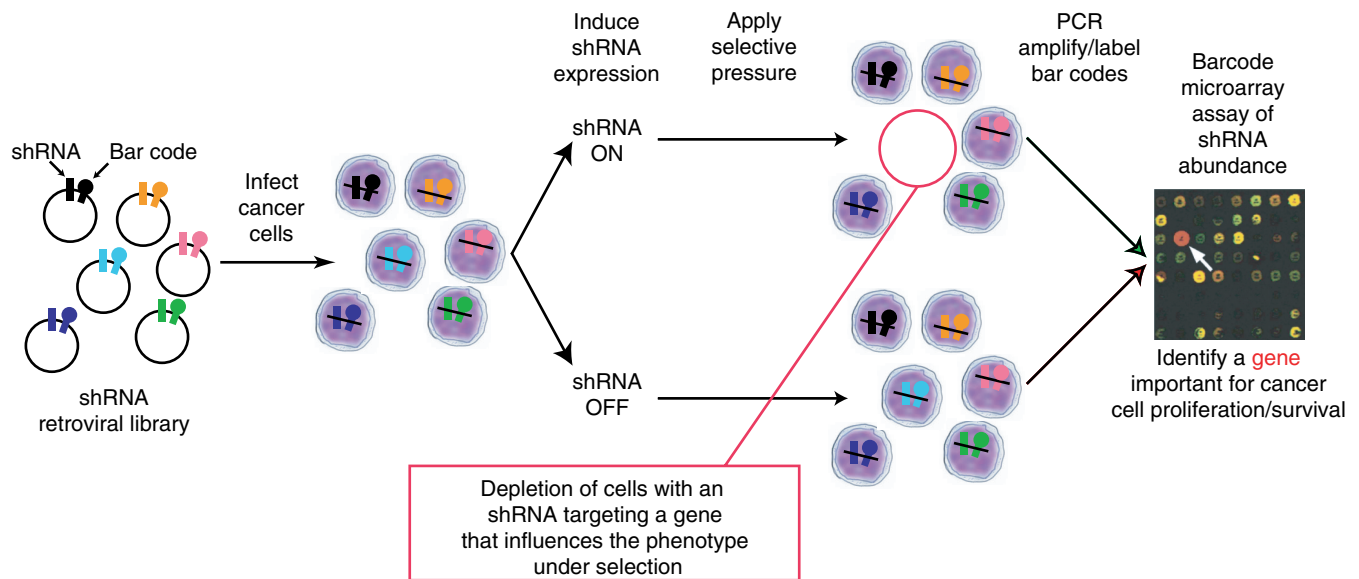 shRNA
Bar code
shRNA
retroviral library
Infect
cancer
cells
Induce
shRNA
expression
shRNA
ON
shRNA
OFF
Apply
selective
pressure
Depletion of cells with an
shRNA targeting a gene
that influences the phenotype
under selection
PCR
amplify/label
bar codes
Barcode
microarray
assay of
shRNA
abundance
Identify a gene
important for cancer
cell proliferation/survival